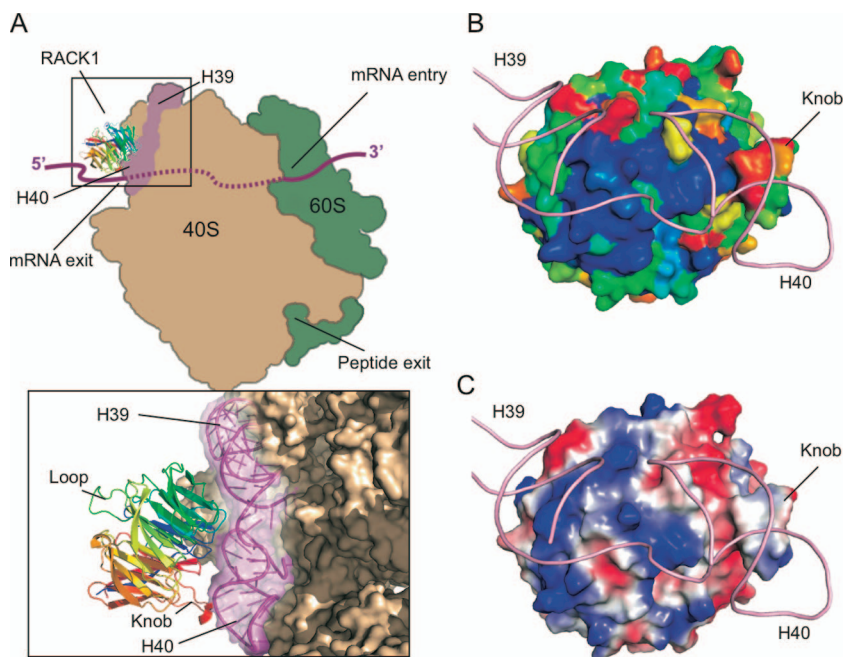 A
RACK1
H39
mRNA entry
5'
3'
H40
40S
60S
mRNA exit
Peptide exit
H39
Loop
Knob
H40
B
H39
Knob
H40
C
H39
Knob
H40